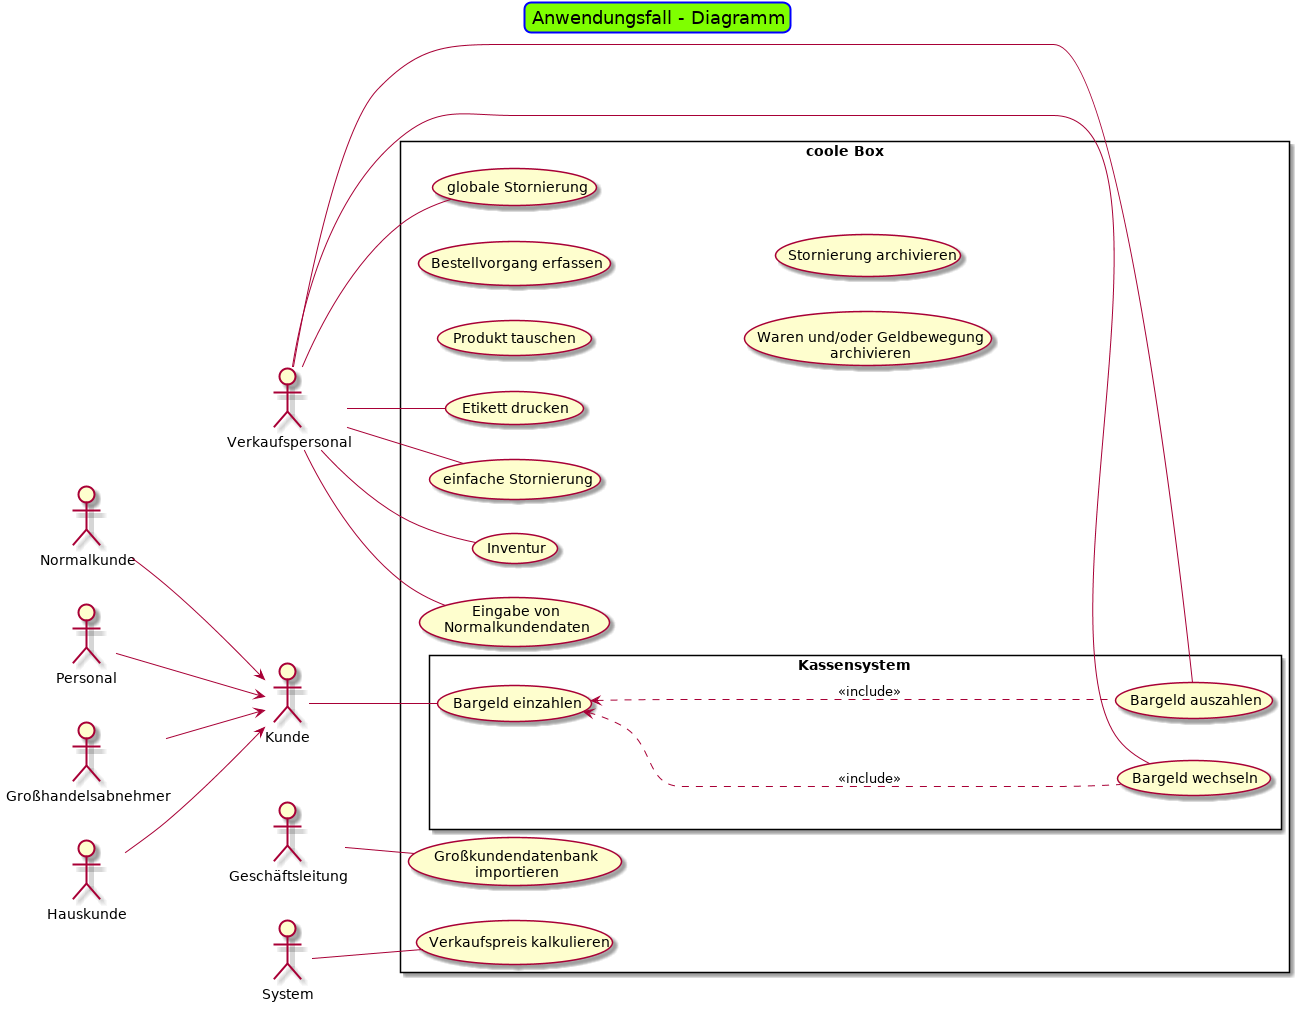 Anwendungsfall - Diagramm
coole Box
globale Stornierung
Bestellvorgang erfassen
Stornierung archivieren
Produkt tauschen
Waren und/oder Geldbewegung
archivieren
Etikett drucken
Verkaufspersonal
einfache Stornierung
Inventur
Normalkunde
Eingabe von
Normalkundendaten
Personal
Kassensystem
Bargeld einzahlen
«include»
Bargeld auszahlen
Kunde
«include»
Bargeld wechseln
Großhandelsabnehmer
Großkundendatenbank
importieren
Geschäftsleitung
Hauskunde
Verkaufspreis kalkulieren
System